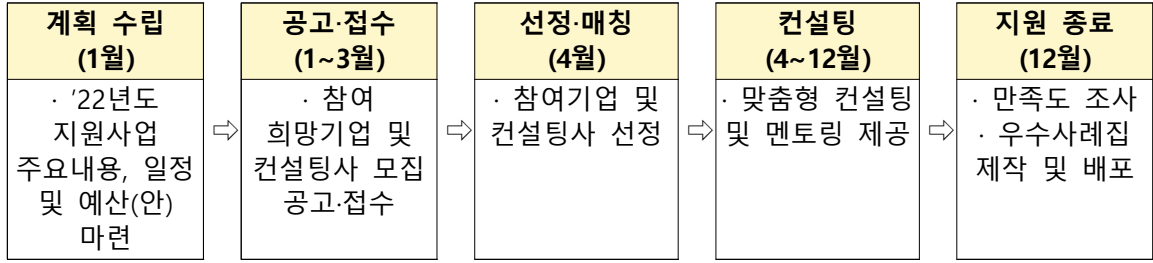 계획 수립
(1월)
· ’22년도
지원사업
주요내용, 일정
및 예산(안)
마련
⇨
공고·접수
(1~3월)
· 참여
희망기업 및
컨설팅사 모집
공고·접수
⇨
선정·매칭
(4월)
· 참여기업 및
컨설팅사 선정
⇨
컨설팅
(4~12월)
· 맞춤형 컨설팅
및 멘토링 제공
⇨
지원 종료
(12월)
· 만족도 조사
· 우수사례집
제작 및 배포